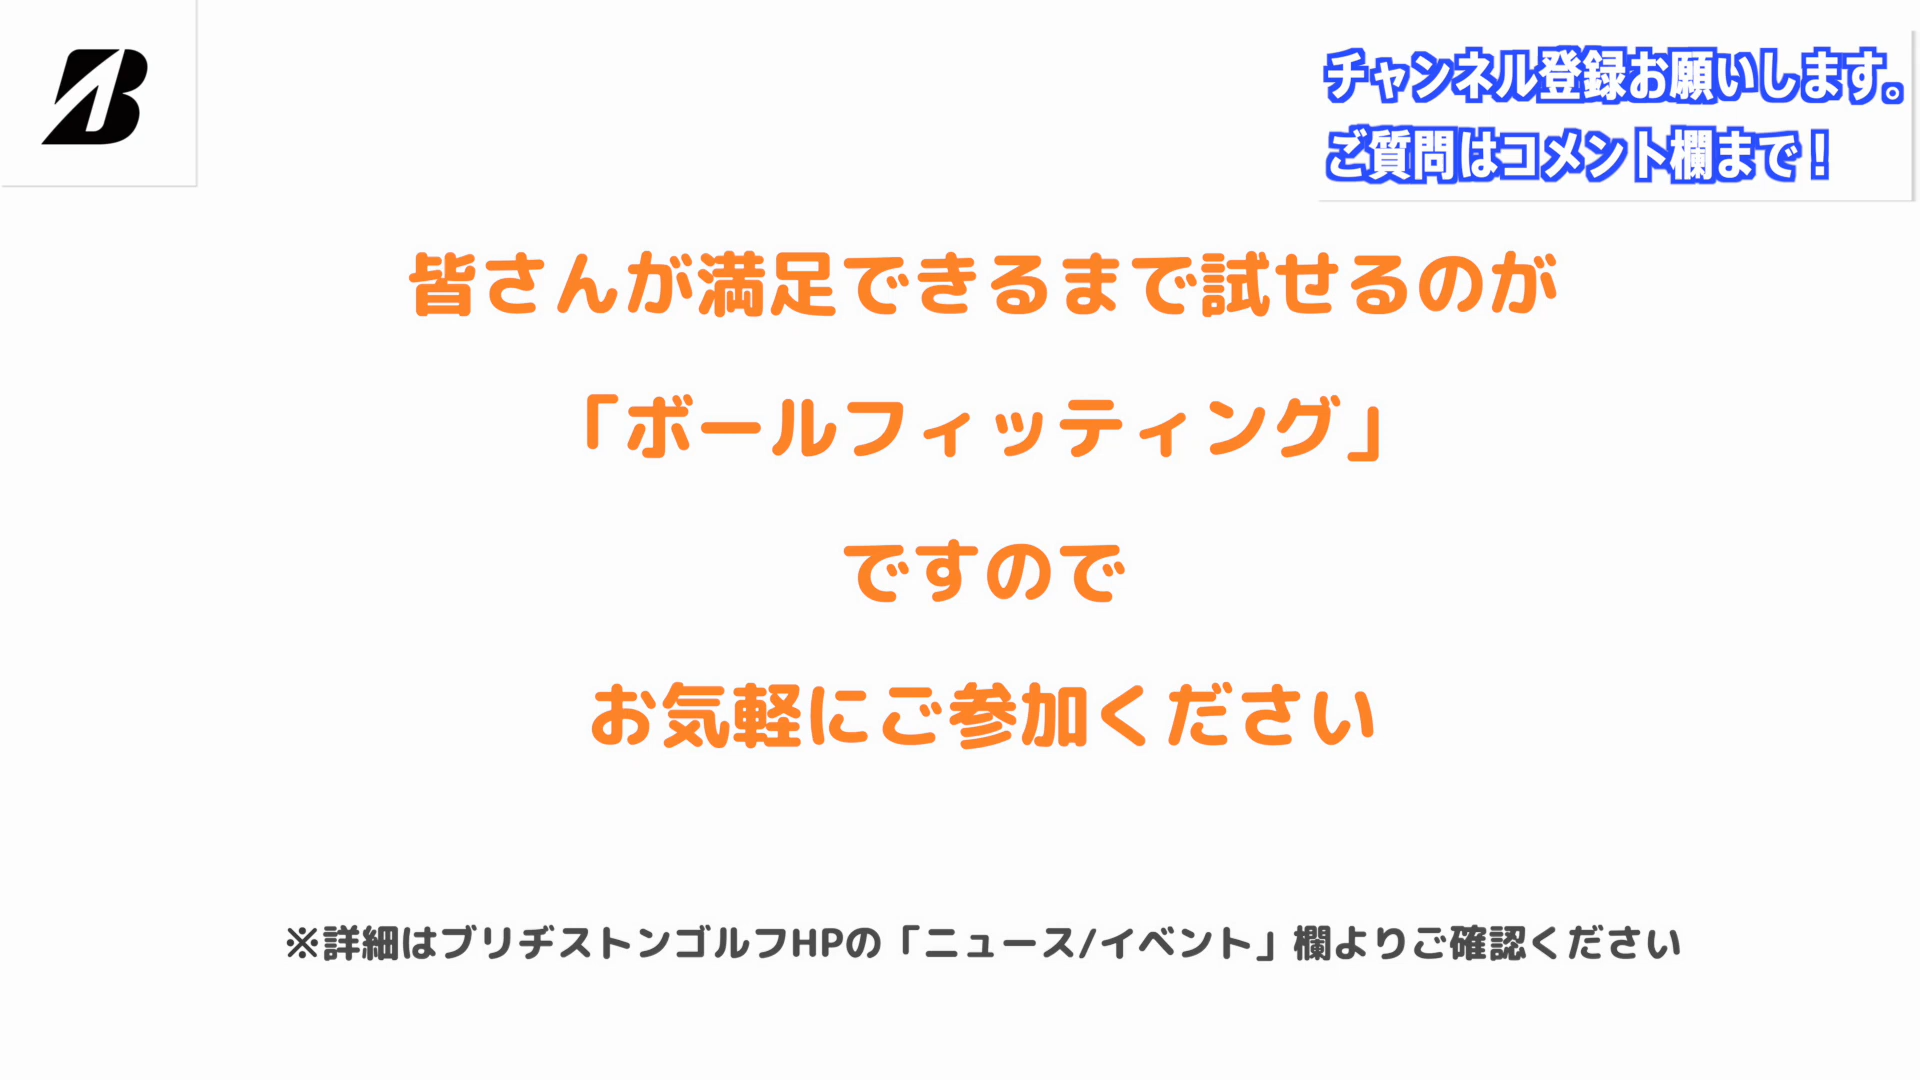 チャンネル登録お願いします。
ご質問はコメント欄まで！
皆さんが満足できるまで試せるのが
「ボールフィッティング」
ですので
お気軽にご参加ください
※詳細はブリヂストンゴルフHPの「ニュース/イベント」欄よりご確認ください